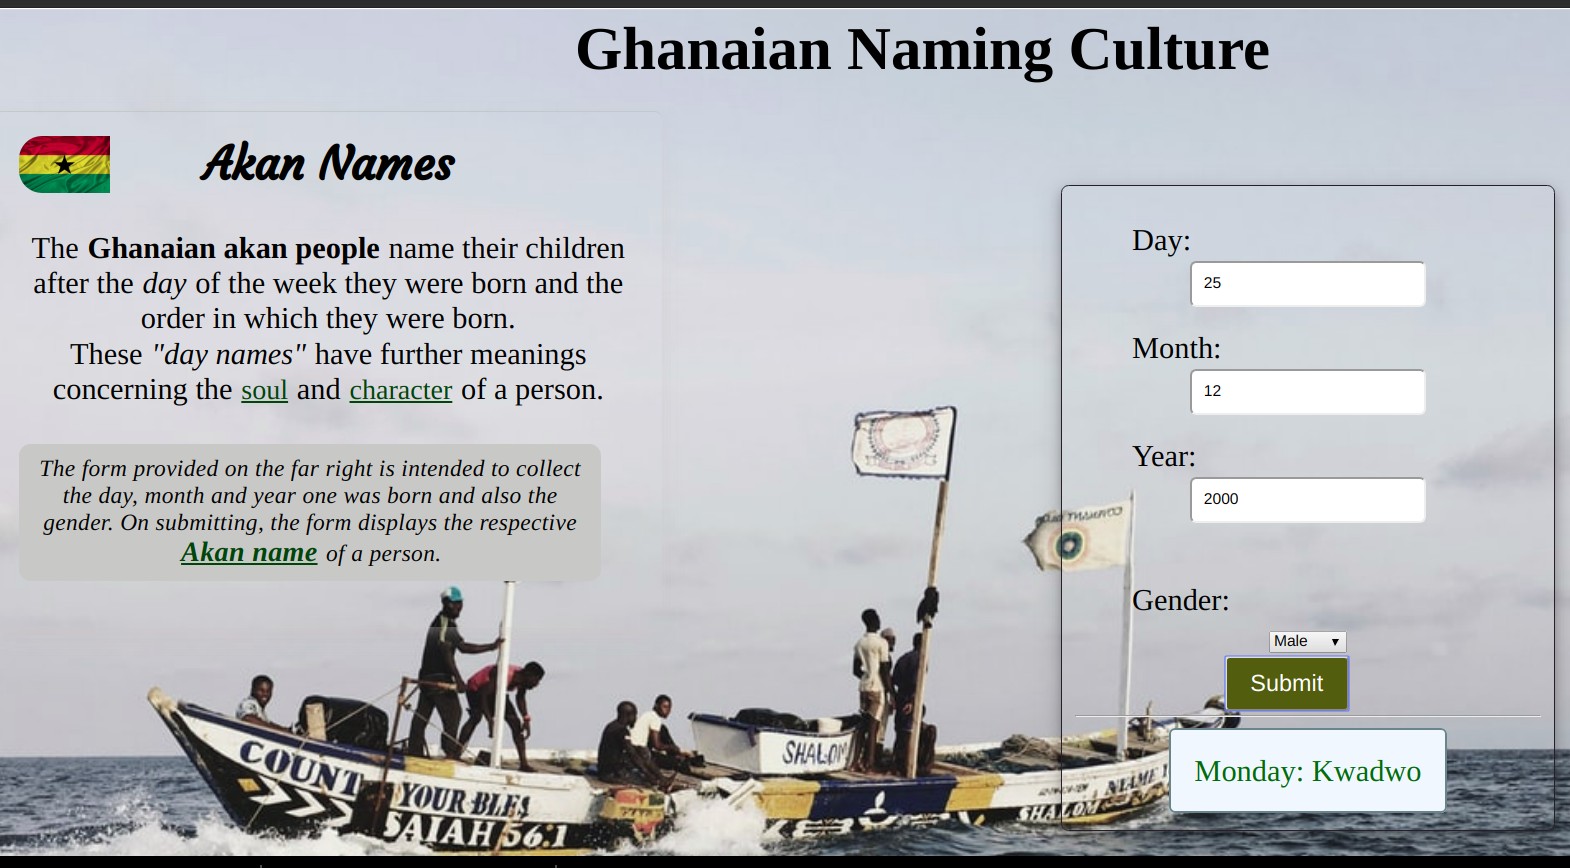 Ghanaian Naming Culture
Akan Names
The Ghanaian akan people name their children
after the day of the week they were born and the
order in which they were born.
These "day names" have further meanings
concerning the soul and character of a person.
The form provided on the far right is intended to collect
the day, month and year one was born and also the
gender. On submitting, the form displays the respective
Akan name of a person.
Day:
25
Month:
12
Year:
2000
Gender:
Male
Submit
Monday: Kwadwo
SHALOM
COUNT YOUR BLES
SAIAH 56:1
SHALOM